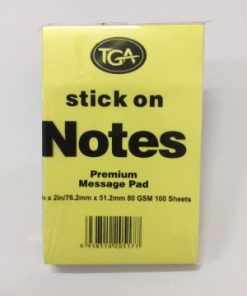 TGA
stick on
Notes
Premium
Message Pad
n x 2in/76.2mm x 51.2mm 80 GSM 100 Sheets